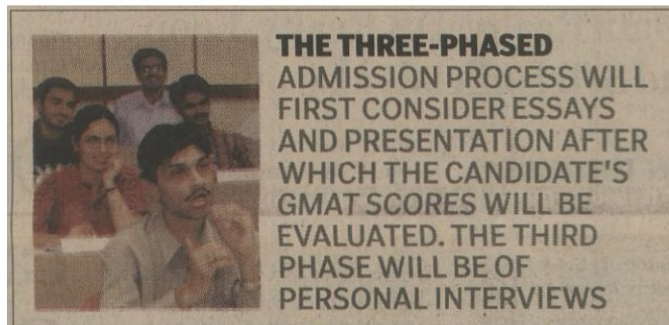 THE THREE-PHASED
ADMISSION PROCESS WILL
FIRST CONSIDER ESSAYS
AND PRESENTATION AFTER
WHICH THE CANDIDATE'S
GMAT SCORES WILL BE
EVALUATED. THE THIRD
PHASE WILL BE OF
PERSONAL INTERVIEWS